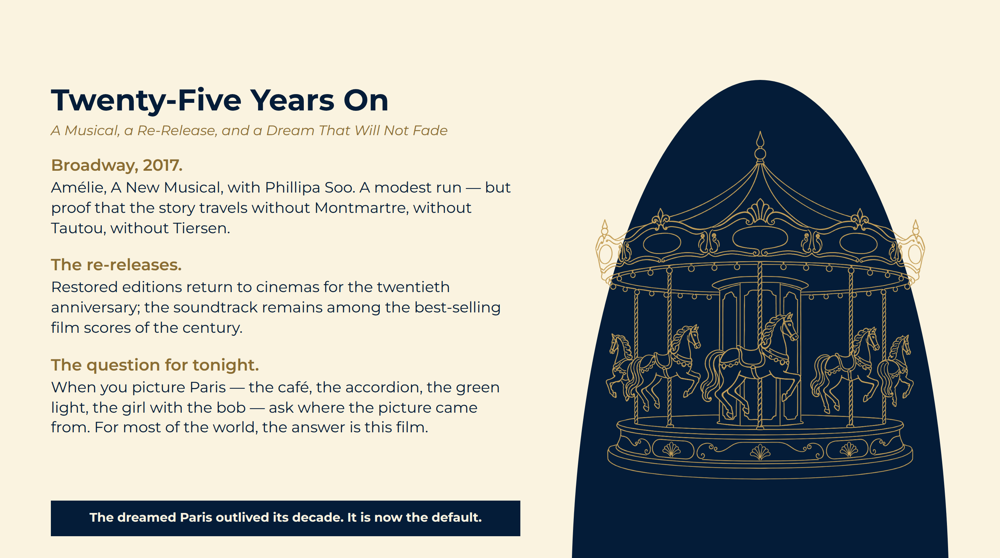 Twenty-Five Years On
A Musical, a Re-Release, and a Dream That Will Not Fade
Broadway, 2017.
Amélie, A New Musical, with Phillipa Soo. A modest run — but
proof that the story travels without Montmartre, without
Tautou, without Tiersen.
The re-releases.
Restored editions return to cinemas for the twentieth
anniversary; the soundtrack remains among the best-selling
film scores of the century.
The question for tonight.
When you picture Paris — the café, the accordion, the green
light, the girl with the bob — ask where the picture came
from. For most of the world, the answer is this film.
The dreamed Paris outlived its decade. It is now the default.